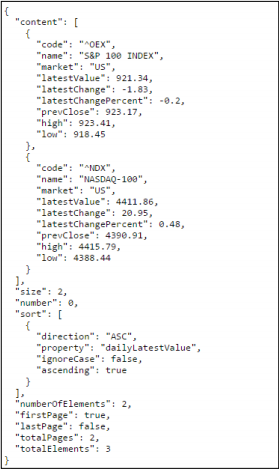 {
  "content": [
    {
      "code": "^OEX",
      "name": "S&P 100 INDEX",
      "market": "US",
      "latestValue": 921.34,
      "latestChange": -1.83,
      "latestChangePercent": -0.2,
      "prevClose": 923.17,
      "high": 923.41,
      "low": 918.45
    },
    {
      "code": "^NDX",
      "name": "NASDAQ-100",
      "market": "US",
      "latestValue": 4411.86,
      "latestChange": 20.95,
      "latestChangePercent": 0.48,
      "prevClose": 4390.91,
      "high": 4415.79,
      "low": 4388.44
    }
  ],
  "size": 2,
  "number": 0,
  "sort": [
    {
      "direction": "ASC",
      "property": "dailyLatestValue",
      "ignoreCase": false,
      "ascending": true
    }
  ],
  "numberOfElements": 2,
  "firstPage": true,
  "lastPage": false,
  "totalPages": 2,
  "totalElements": 3
}